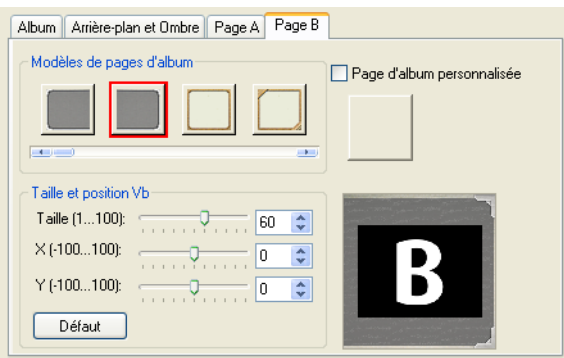 Album Arrière-plan et Ombre Page A Page B
Modèles de pages d'album
Page d'album personnalisée
Taille et position Vb
Taille (1...100): 60
X (-100...100): 0
Y (-100...100): 0
Défaut
B